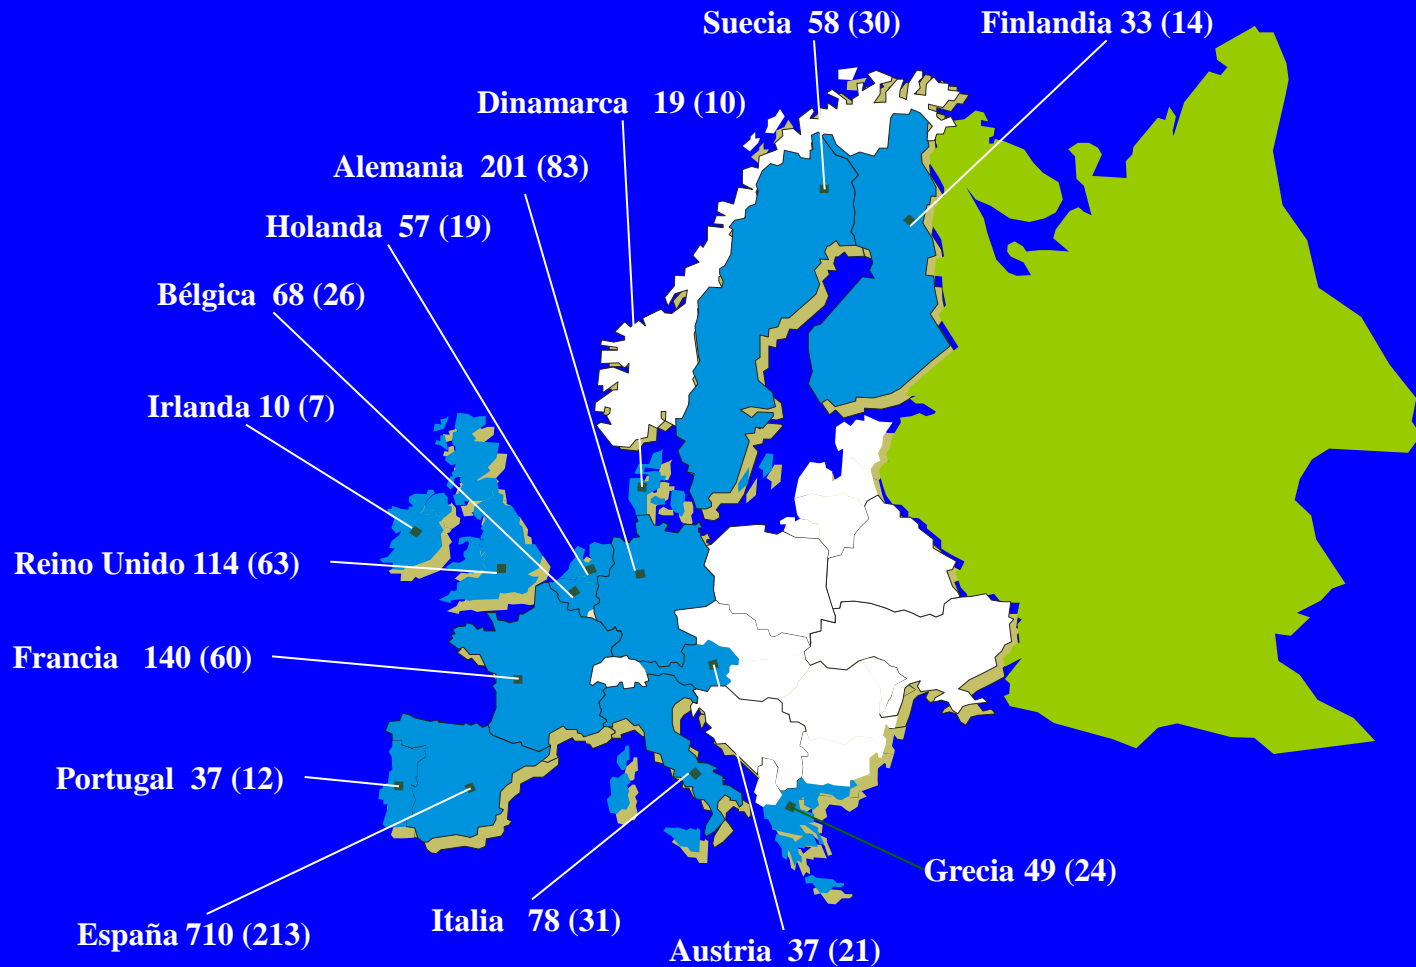 Suecia 58 (30)
Finlandia 33 (14)
Dinamarca 19 (10)
Alemania 201 (83)
Holanda 57 (19)
Bélgica 68 (26)
Irlanda 10 (7)
Reino Unido 114 (63)
Francia 140 (60)
Portugal 37 (12)
Grecia 49 (24)
España 710 (213)
Italia 78 (31)
Austria 37 (21)